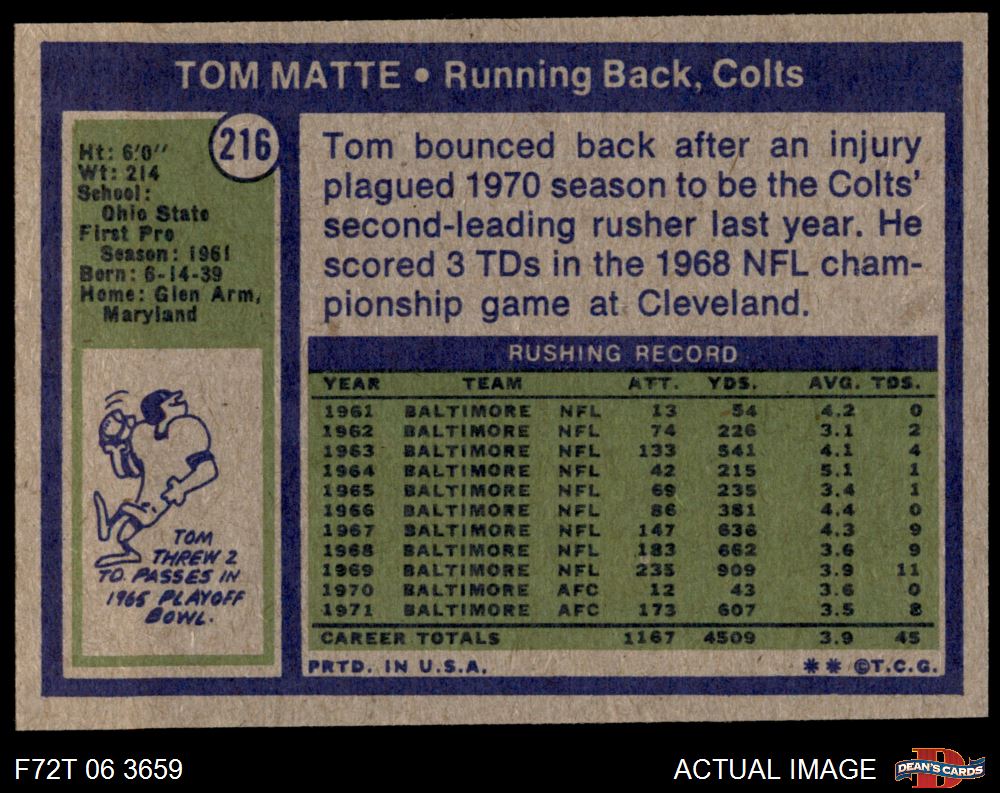 TOM MATTE • Running Back, Colts
216
Ht: 6'0''
Wt: 214
School:
Ohio State
First Pro
Season: 1961
Born: 6-14-39
Home: Glen Arm,
Maryland
TOM
THREW 2
TD. PASSES IN
1965 PLAYOFF
BOWL.
Tom bounced back after an injury
plagued 1970 season to be the Colts'
second-leading rusher last year. He
scored 3 TDs in the 1968 NFL cham-
pionship game at Cleveland.
RUSHING RECORD
YEAR TEAM ATT. YDS. AVG. TDS.
1961 BALTIMORE NFL 13 54 4.2 0
1962 BALTIMORE NFL 74 226 3.1 2
1963 BALTIMORE NFL 133 541 4.1 4
1964 BALTIMORE NFL 42 215 5.1 1
1965 BALTIMORE NFL 69 235 3.4 1
1966 BALTIMORE NFL 86 381 4.4 0
1967 BALTIMORE NFL 147 636 4.3 9
1968 BALTIMORE NFL 183 662 3.6 9
1969 BALTIMORE NFL 235 909 3.9 11
1970 BALTIMORE AFC 12 43 3.6 0
1971 BALTIMORE AFC 173 607 3.5 8
CAREER TOTALS 1167 4509 3.9 45
PRTD. IN U.S.A. ** ©T.C.G.
F72T 06 3659 ACTUAL IMAGE DEAN'S CARDS